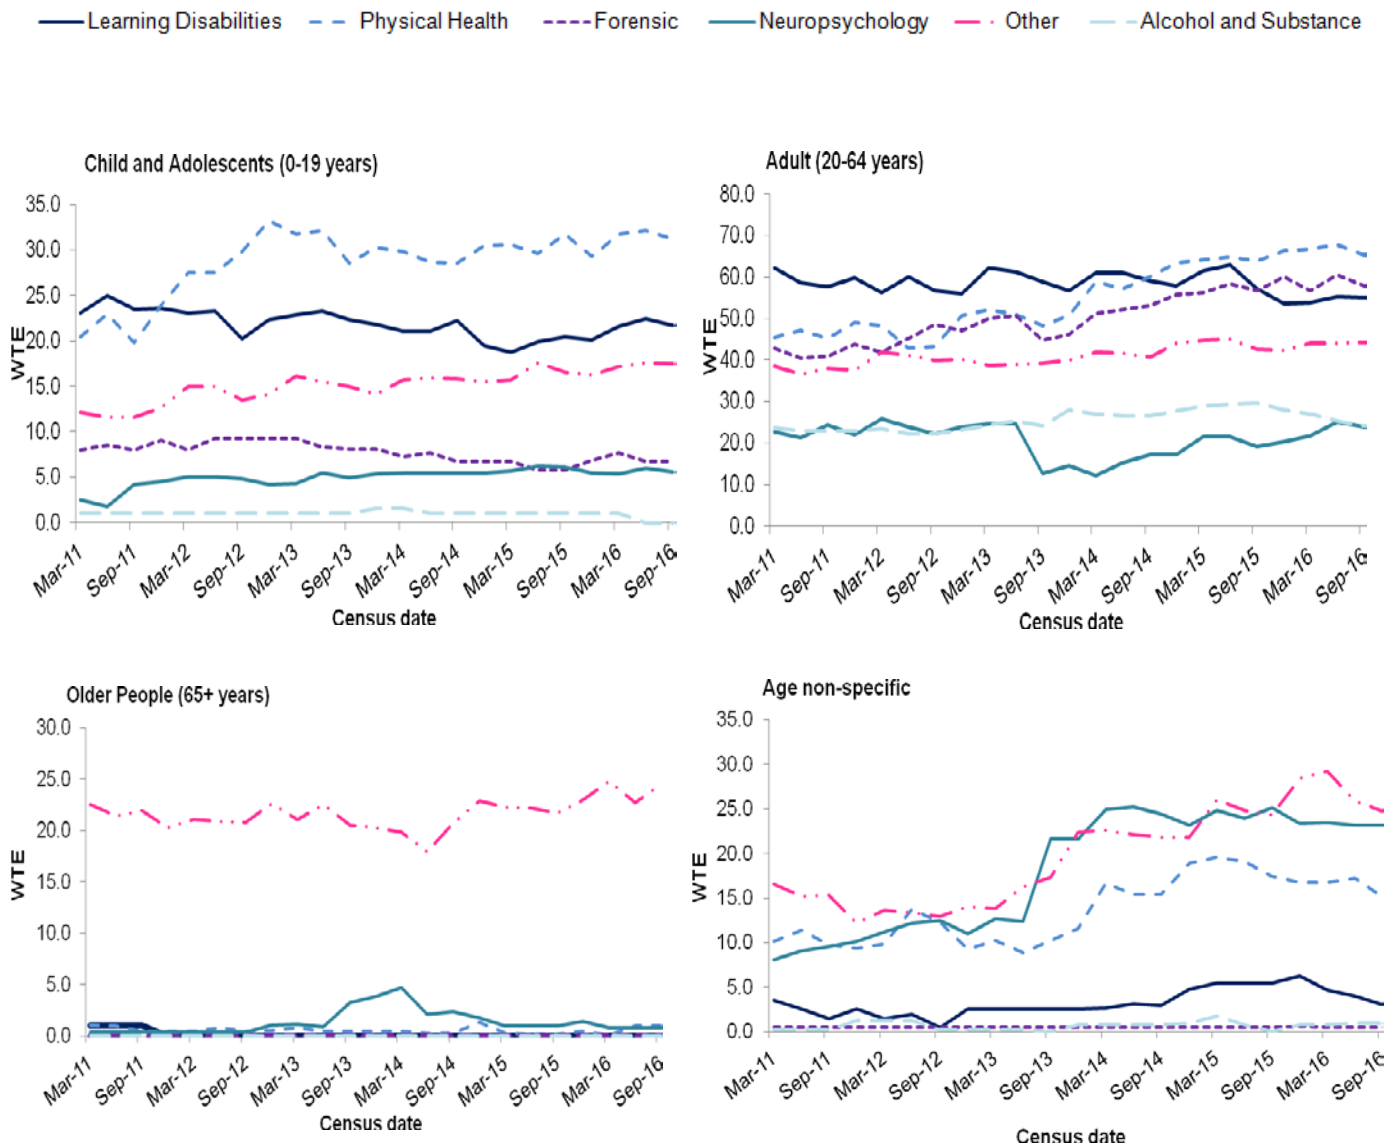 Learning Disabilities Physical Health Forensic Neuropsychology Other Alcohol and Substance
Child and Adolescents (0-19 years)
35.0
30.0
25.0
20.0
15.0
10.0
5.0
0.0
WTE
Mar-11 Sep-11 Mar-12 Sep-12 Mar-13 Sep-13 Mar-14 Sep-14 Mar-15 Sep-15 Mar-16 Sep-16
Census date
Adult (20-64 years)
80.0
70.0
60.0
50.0
40.0
30.0
20.0
10.0
0.0
WTE
Mar-11 Sep-11 Mar-12 Sep-12 Mar-13 Sep-13 Mar-14 Sep-14 Mar-15 Sep-15 Mar-16 Sep-16
Census date
Older People (65+ years)
30.0
25.0
20.0
15.0
10.0
5.0
0.0
WTE
Mar-11 Sep-11 Mar-12 Sep-12 Mar-13 Sep-13 Mar-14 Sep-14 Mar-15 Sep-15 Mar-16 Sep-16
Census date
Age non-specific
35.0
30.0
25.0
20.0
15.0
10.0
5.0
0.0
WTE
Mar-11 Sep-11 Mar-12 Sep-12 Mar-13 Sep-13 Mar-14 Sep-14 Mar-15 Sep-15 Mar-16 Sep-16
Census date